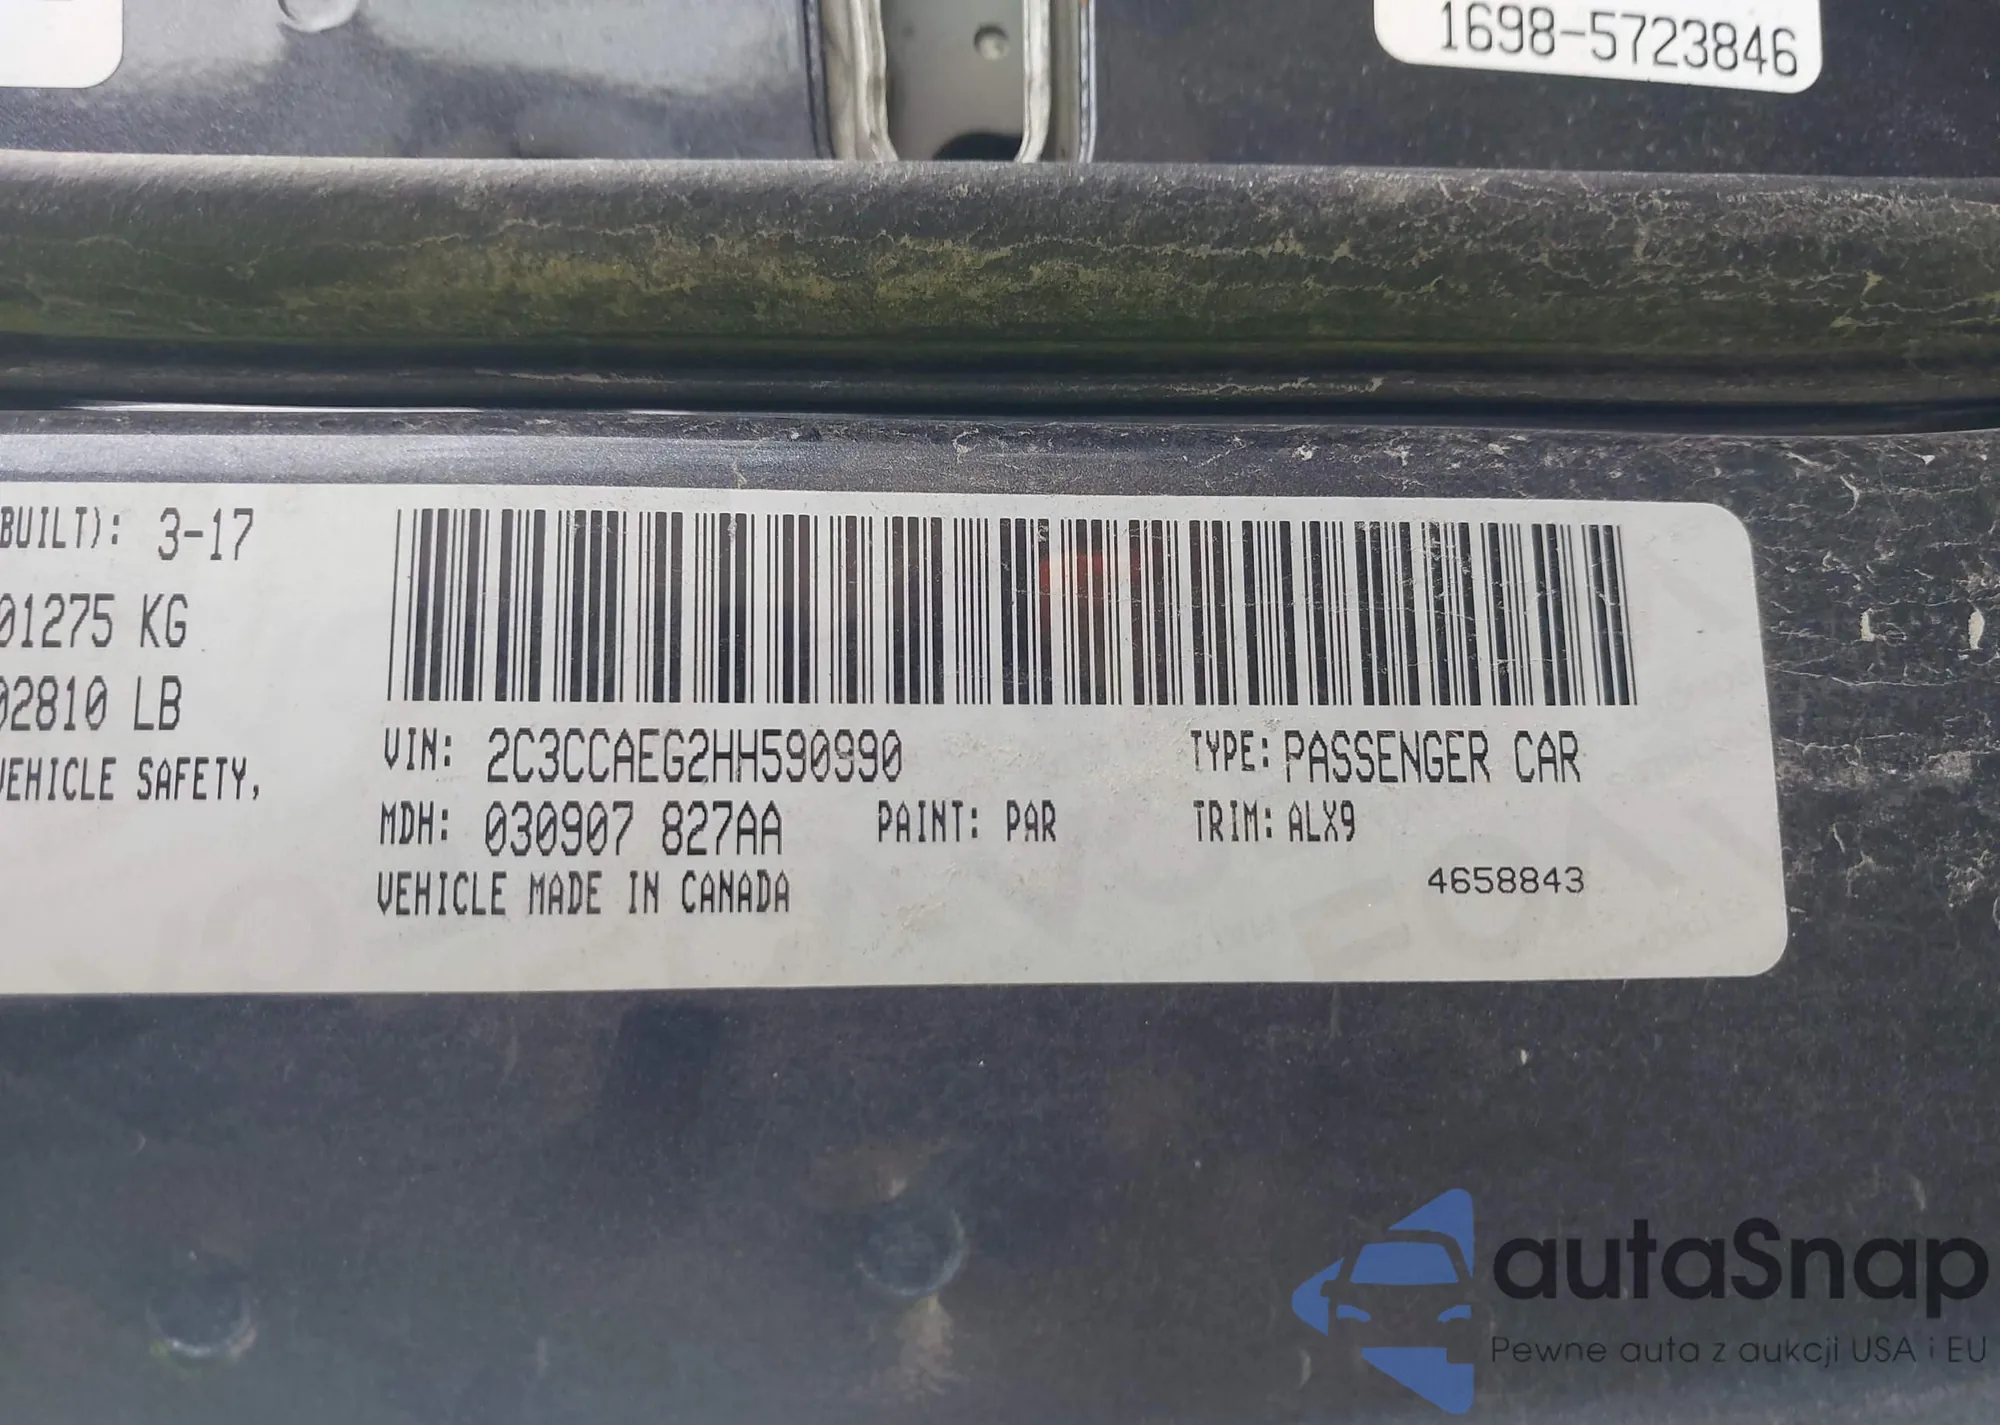 1698-5723846
BUILT): 3-17
01275 KG
02810 LB
VEHICLE SAFETY,
VIN: 2C3CCAEG2HH590990
TYPE: PASSENGER CAR
MDH: 030907 827AA
PAINT: PAR
TRIM: ALX9
VEHICLE MADE IN CANADA
4658843
autaSnap
Pewne auta z aukcji USA i EU